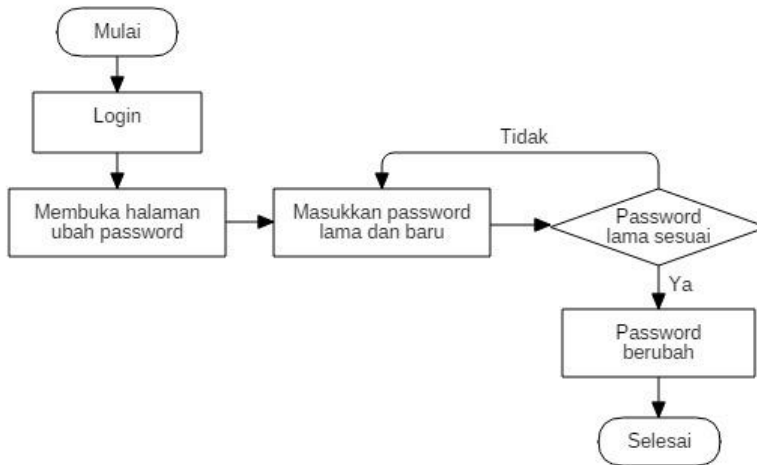 Mulai
Login
Membuka halaman
ubah password
Masukkan password
lama dan baru
Tidak
Password
lama sesuai
Ya
Password
berubah
Selesai